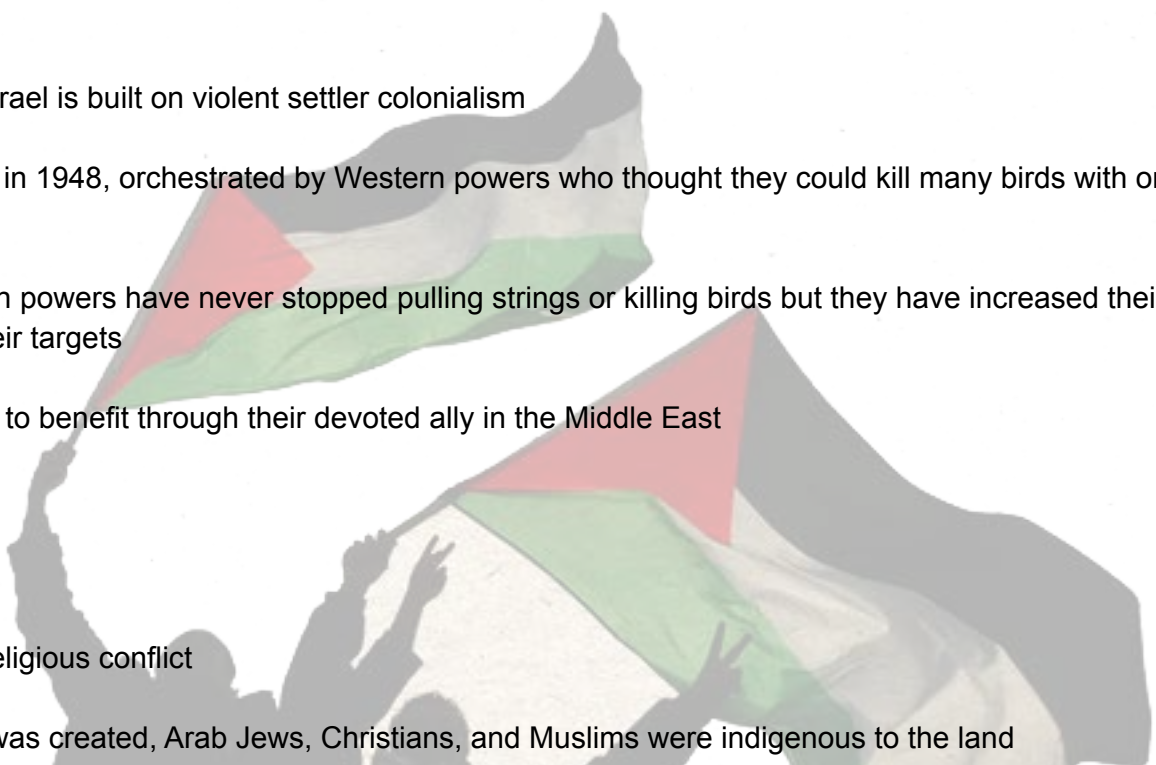 rael is built on violent settler colonialism
in 1948, orchestrated by Western powers who thought they could kill many birds with or
n powers have never stopped pulling strings or killing birds but they have increased thei
eir targets
to benefit through their devoted ally in the Middle East
eligious conflict
was created, Arab Jews, Christians, and Muslims were indigenous to the land